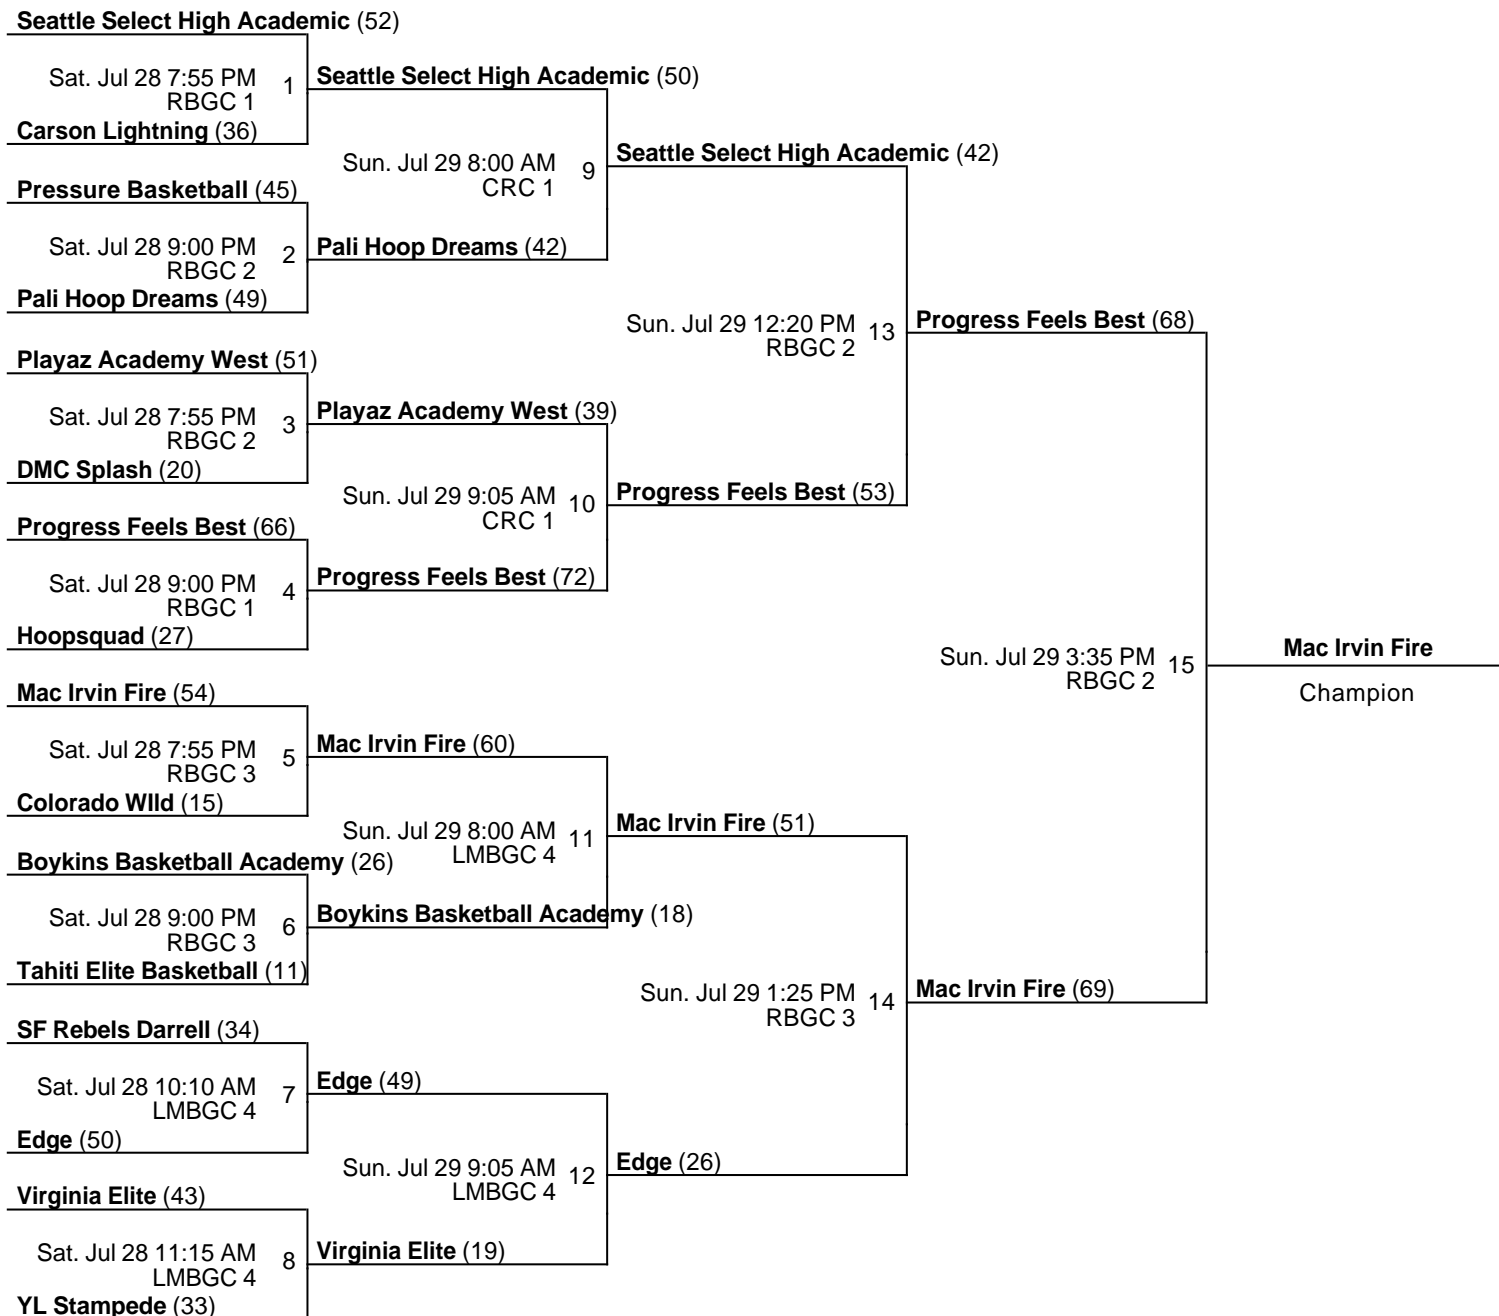 Seattle Select High Academic (52)
Sat. Jul 28 7:55 PM
RBGC 1
1
Carson Lightning (36)
Pressure Basketball (45)
Sat. Jul 28 9:00 PM
RBGC 2
2
Pali Hoop Dreams (49)
Playaz Academy West (51)
Sat. Jul 28 7:55 PM
RBGC 2
3
DMC Splash (20)
Progress Feels Best (66)
Sat. Jul 28 9:00 PM
RBGC 1
4
Hoopsquad (27)
Mac Irvin Fire (54)
Sat. Jul 28 7:55 PM
RBGC 3
5
Colorado WIld (15)
Boykins Basketball Academy (26)
Sat. Jul 28 9:00 PM
RBGC 3
6
Tahiti Elite Basketball (11)
SF Rebels Darrell (34)
Sat. Jul 28 10:10 AM
LMBGC 4
7
Edge (50)
Virginia Elite (43)
Sat. Jul 28 11:15 AM
LMBGC 4
8
YL Stampede (33)
Seattle Select High Academic (50)
Sun. Jul 29 8:00 AM
CRC 1
9
Pali Hoop Dreams (42)
Playaz Academy West (39)
Sun. Jul 29 9:05 AM
CRC 1
10
Progress Feels Best (72)
Mac Irvin Fire (60)
Sun. Jul 29 8:00 AM
LMBGC 4
11
Boykins Basketball Academy (18)
Edge (49)
Sun. Jul 29 9:05 AM
LMBGC 4
12
Virginia Elite (19)
Seattle Select High Academic (42)
Sun. Jul 29 12:20 PM
RBGC 2
13
Progress Feels Best (53)
Mac Irvin Fire (51)
Sun. Jul 29 1:25 PM
RBGC 3
14
Edge (26)
Progress Feels Best (68)
Sun. Jul 29 3:35 PM
RBGC 2
15
Mac Irvin Fire (69)
Mac Irvin Fire
Champion